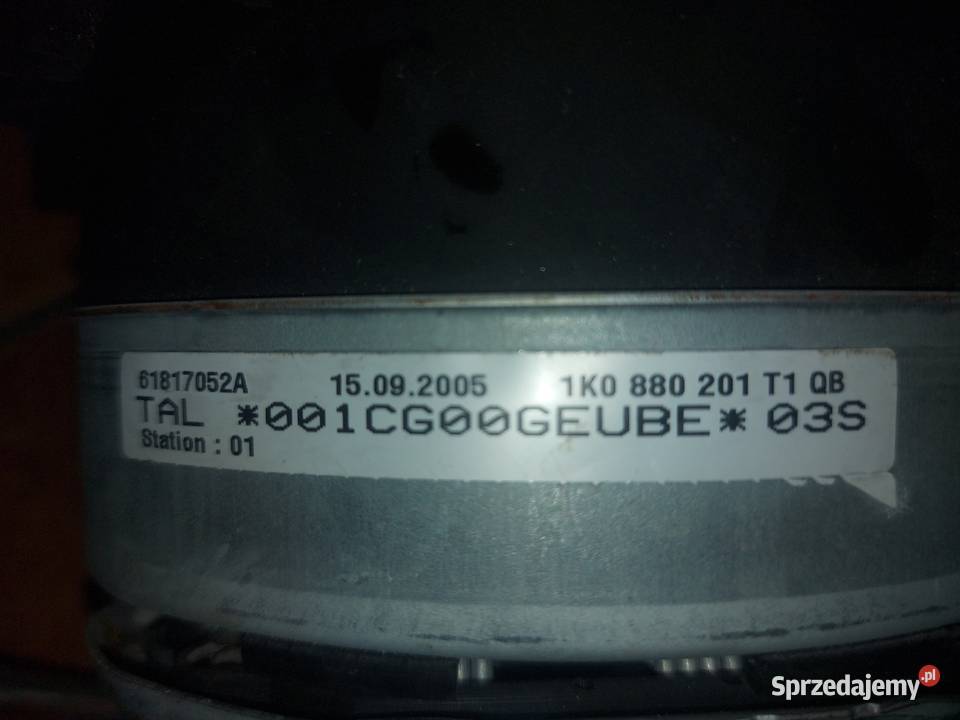 61817052A 15.09.2005 1K0 880 201 T1 QB
TAL *001CG00GEUBE* 03S
Station : 01
Sprzedajemy.pl